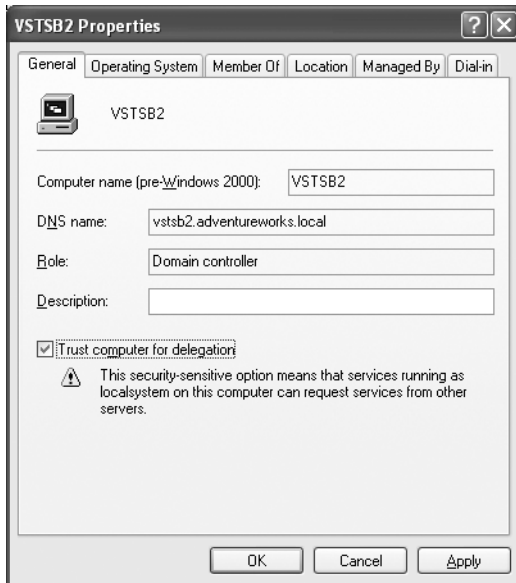 VSTSB2 Properties
General Operating System Member Of Location Managed By Dial-in
VSTSB2
Computer name (pre-Windows 2000): VSTSB2
DNS name: vstsb2.adventureworks.local
Role: Domain controller
Description:
Trust computer for delegation
This security-sensitive option means that services running as
localsystem on this computer can request services from other
servers.
OK Cancel Apply